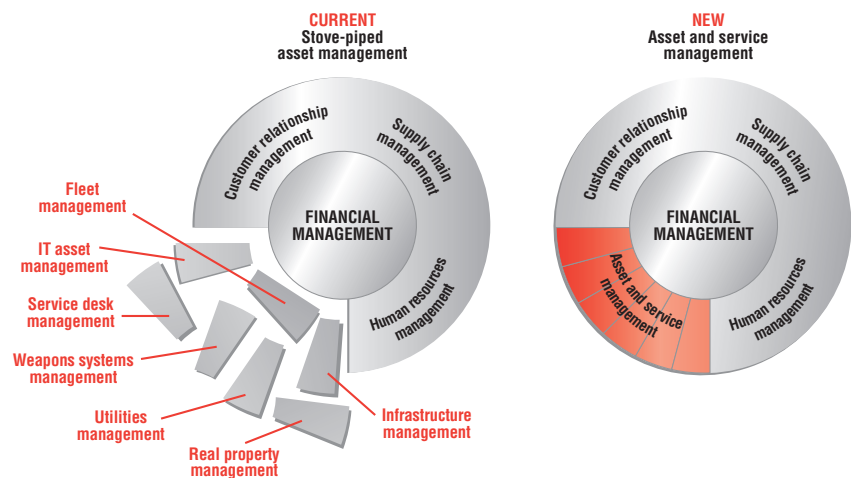 CURRENT
Stove-piped
asset management
Customer relationship
management
Supply chain
management
FINANCIAL
MANAGEMENT
Human resources
management
Fleet
management
IT asset
management
Service desk
management
Weapons systems
management
Utilities
management
Real property
management
Infrastructure
management
NEW
Asset and service
management
Customer relationship
management
Supply chain
management
FINANCIAL
MANAGEMENT
Asset and service
management
Human resources
management